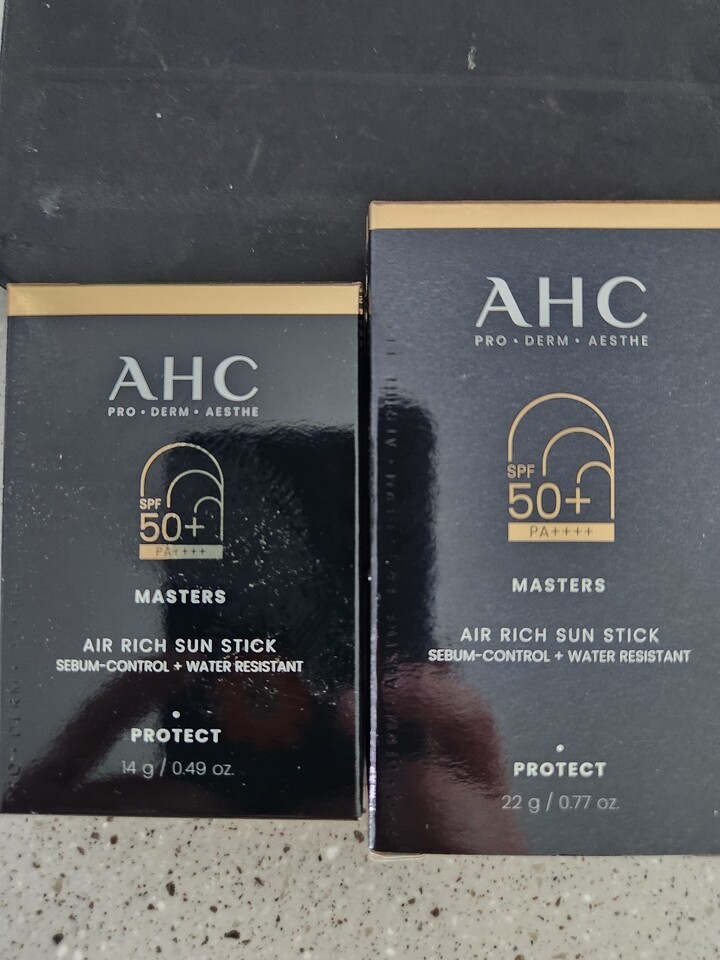 AHC
PRO • DERM • AESTHE
SPF
50+
PA++++
MASTERS
AIR RICH SUN STICK
SEBUM-CONTROL + WATER RESISTANT
PROTECT
14 g / 0.49 oz.
AHC
PRO • DERM • AESTHE
SPF
50+
PA++++
MASTERS
AIR RICH SUN STICK
SEBUM-CONTROL + WATER RESISTANT
PROTECT
22 g / 0.77 oz.